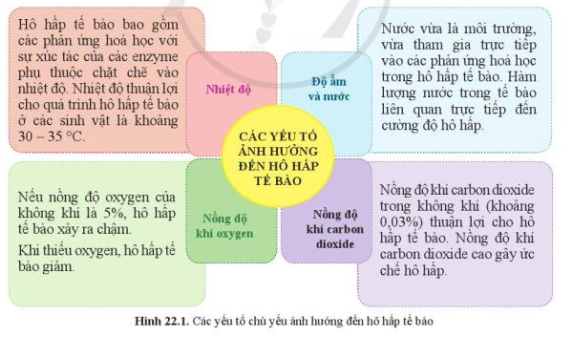 Hô hấp tế bào bao gồm
các phản ứng hoá học với
sự xúc tác của các enzyme
phụ thuộc chặt chẽ vào
nhiệt độ. Nhiệt độ thuận lợi
cho quá trình hô hấp tế bào
ở các sinh vật là khoảng
30 – 35 °C.
Nhiệt độ
Độ ẩm
và nước
Nước vừa là môi trường,
vừa tham gia trực tiếp
vào các phản ứng hoá học
trong hô hấp tế bào. Hàm
lượng nước trong tế bào
liên quan trực tiếp đến
cường độ hô hấp.
CÁC YẾU TỐ
ẢNH HƯỞNG
ĐẾN HÔ HẤP
TẾ BÀO
Nếu nồng độ oxygen của
không khí là 5%, hô hấp
tế bào xảy ra chậm.
Khi thiếu oxygen, hô hấp tế
bào giảm.
Nồng độ
khí oxygen
Nồng độ
khí carbon
dioxide
Nồng độ khí carbon dioxide
trong không khí (khoảng
0,03%) thuận lợi cho hô
hấp tế bào. Nồng độ khí
carbon dioxide cao gây ức
chế hô hấp.
Hình 22.1. Các yếu tố chủ yếu ảnh hưởng đến hô hấp tế bào